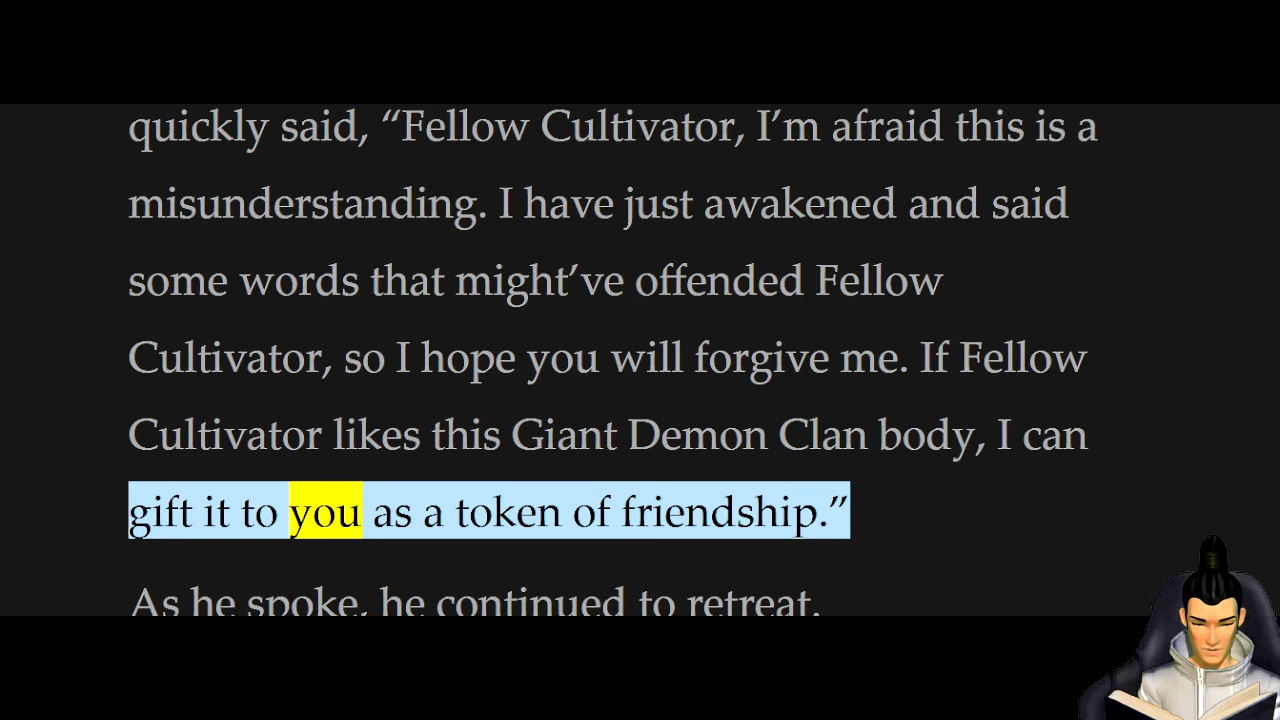 quickly said, “Fellow Cultivator, I’m afraid this is a
misunderstanding. I have just awakened and said
some words that might’ve offended Fellow
Cultivator, so I hope you will forgive me. If Fellow
Cultivator likes this Giant Demon Clan body, I can
gift it to you as a token of friendship.”
As he spoke, he continued to retreat.